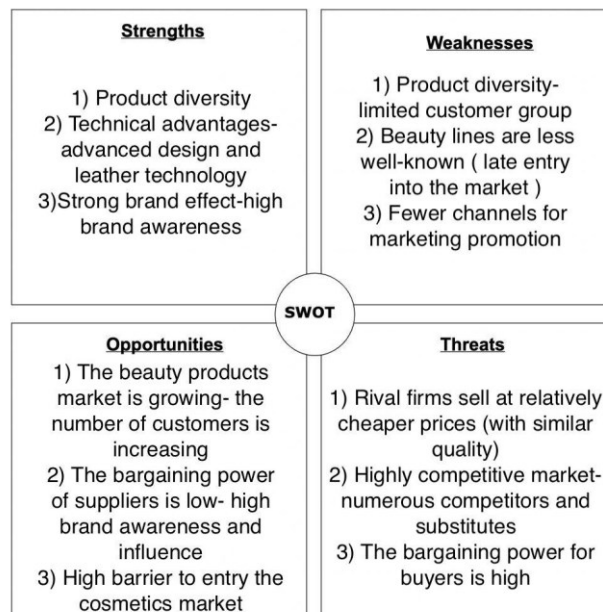 Strengths
1) Product diversity
2) Technical advantages-
advanced design and
leather technology
3)Strong brand effect-high
brand awareness
Weaknesses
1) Product diversity-
limited customer group
2) Beauty lines are less
well-known ( late entry
into the market )
3) Fewer channels for
marketing promotion
SWOT
Opportunities
1) The beauty products
market is growing- the
number of customers is
increasing
2) The bargaining power
of suppliers is low- high
brand awareness and
influence
3) High barrier to entry the
cosmetics market
Threats
1) Rival firms sell at relatively
cheaper prices (with similar
quality)
2) Highly competitive market-
numerous competitors and
substitutes
3) The bargaining power for
buyers is high